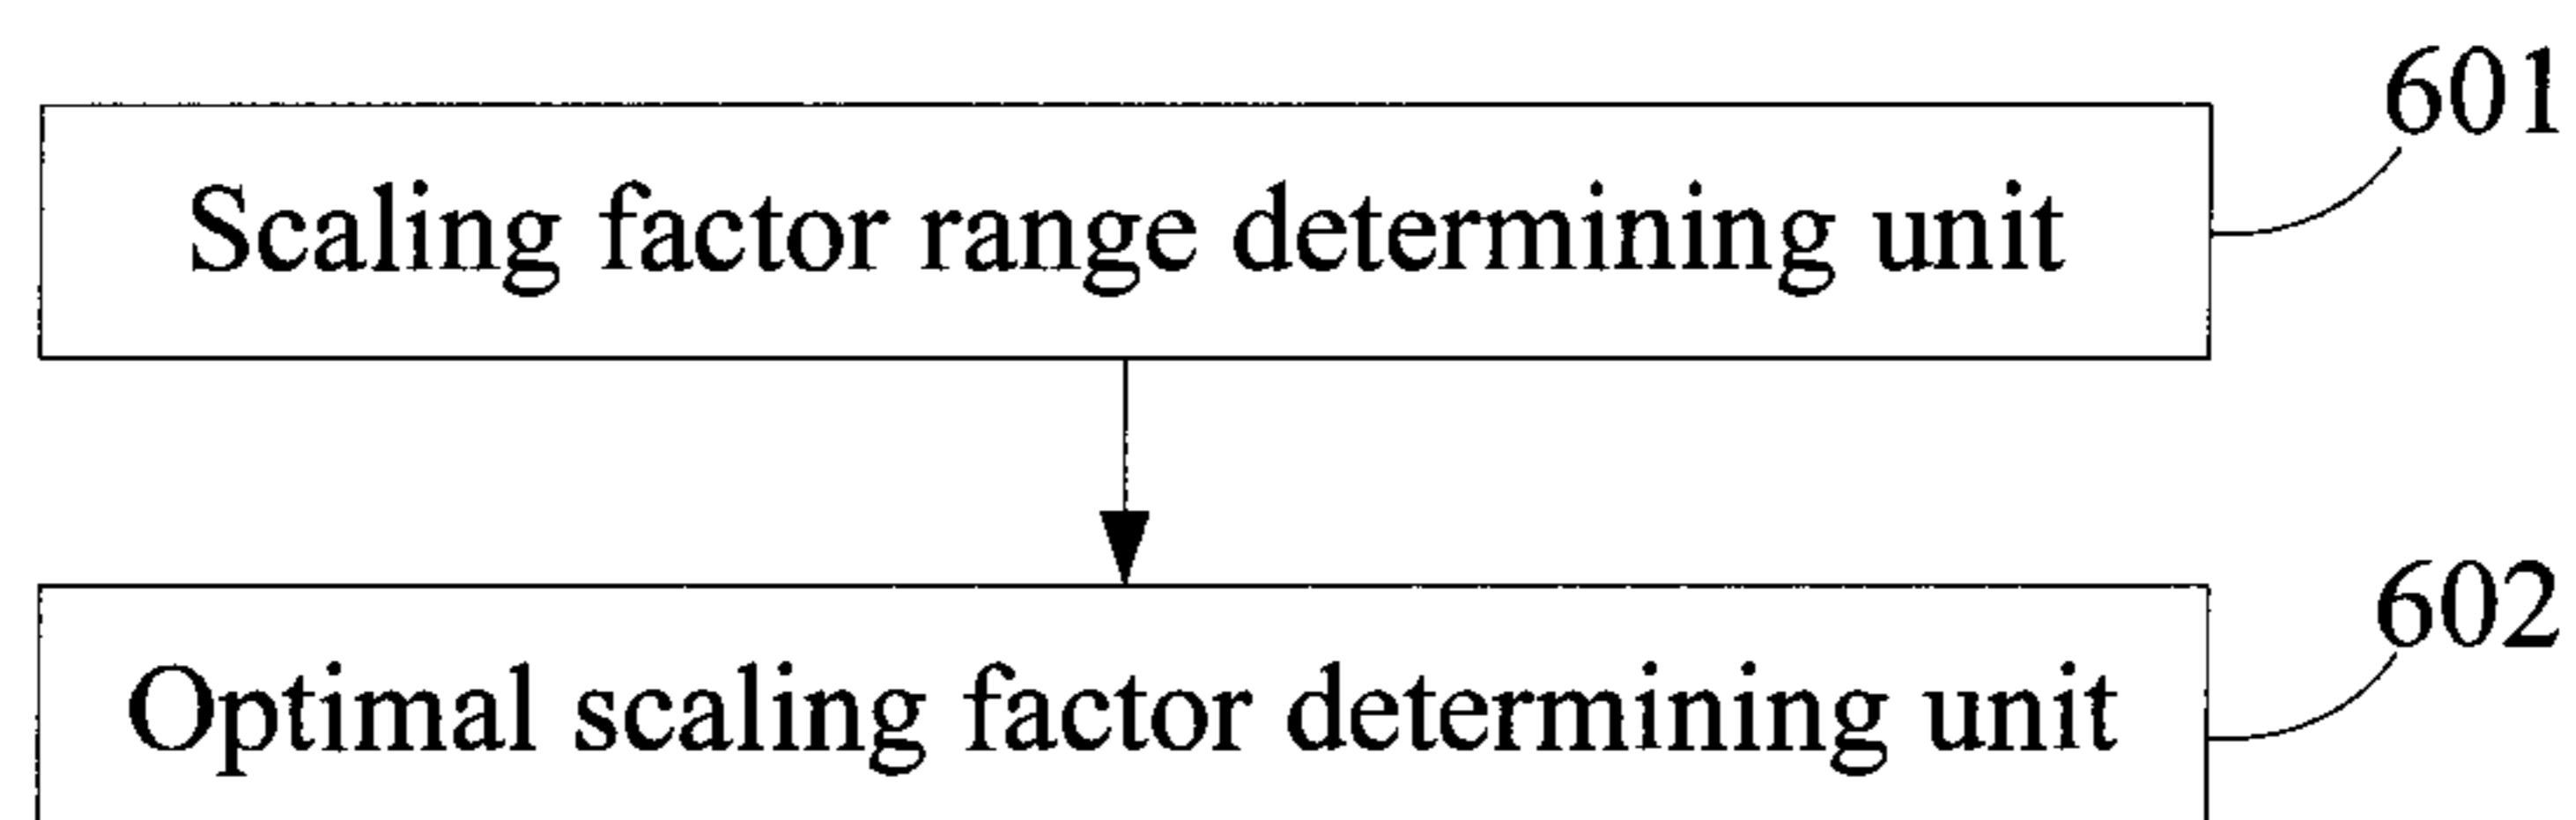 601
Scaling factor range determining unit
602
Optimal scaling factor determining unit